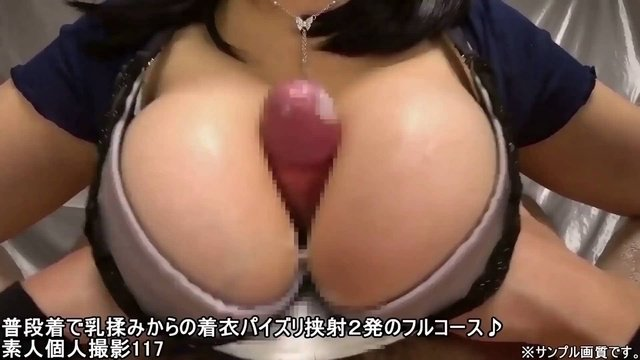 普段着で乳揉みからの着衣パイズリ挟射２発のフルコース♪
素人個人撮影117
※サンプル画質です。